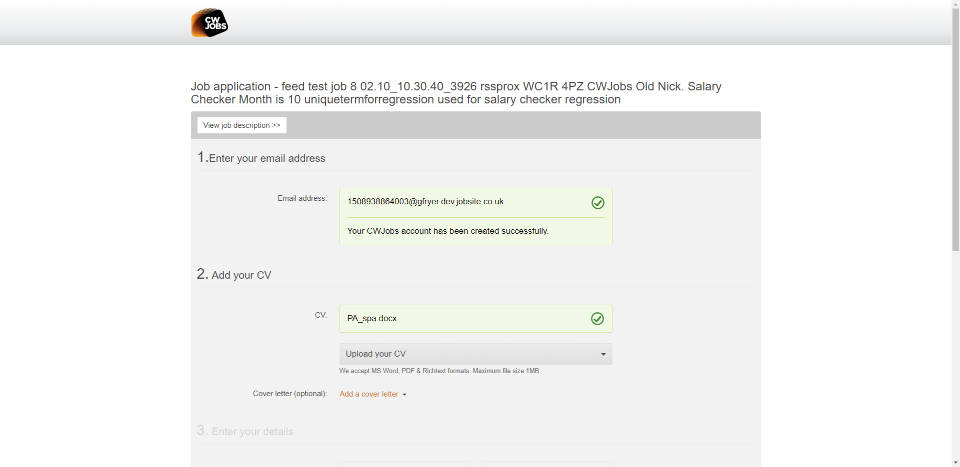 CW
JOBS
Job application - feed test job 8 02.10_10.30.40_3926 rssprox WC1R 4PZ CWJobs Old Nick. Salary
Checker Month is 10 uniquetermforregression used for salary checker regression
View job description >>
1.Enter your email address
Email address:
1508938864003@gfryer.dev.jobsite.co.uk
Your CWJobs account has been created successfully.
2. Add your CV
CV:
PA_spa.docx
Upload your CV
We accept MS Word, PDF & Richtext formats. Maximum file size 1MB.
Cover letter (optional):
Add a cover letter
3. Enter your details